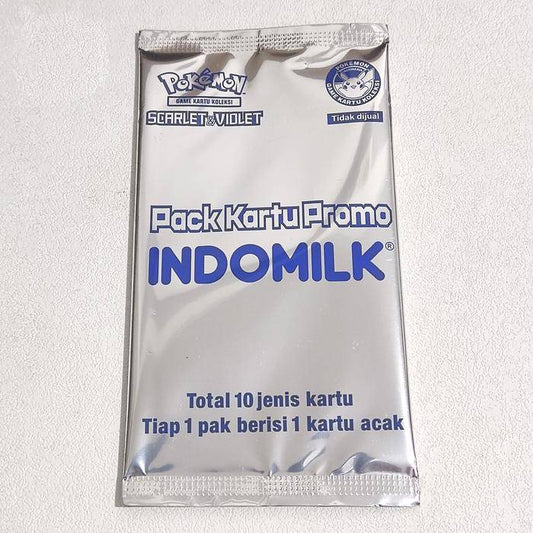 POKÉMON
GAME KARTU KOLEKSI
SCARLET & VIOLET
POKÉMON
GAME KARTU KOLEKSI
Tidak dijual
Pack Kartu Promo
INDOMILK®
Total 10 jenis kartu
Tiap 1 pak berisi 1 kartu acak